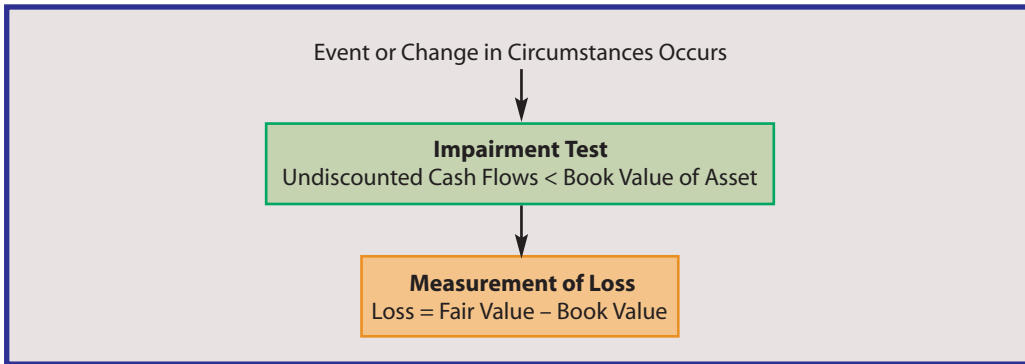 Event or Change in Circumstances Occurs
Impairment Test
Undiscounted Cash Flows < Book Value of Asset
Measurement of Loss
Loss = Fair Value – Book Value